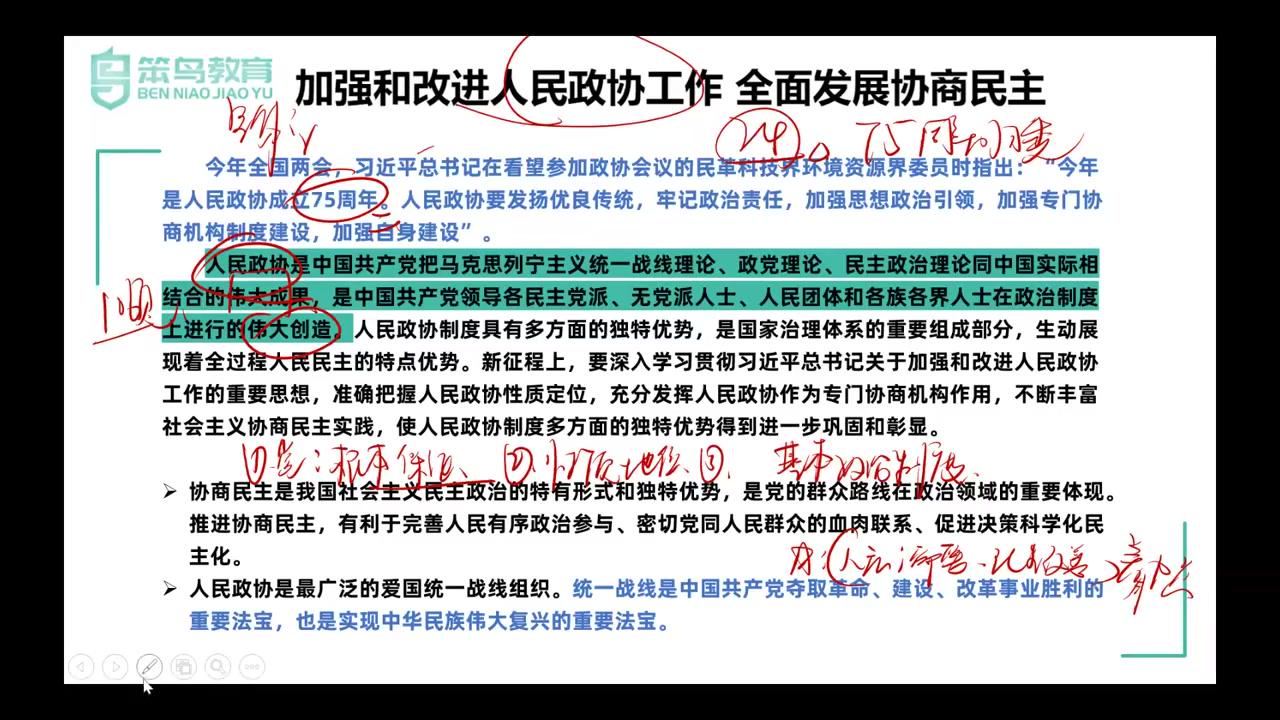 笨鸟教育
BEN NIAO JIAO YU
加强和改进人民政协工作 全面发展协商民主
24 75周年
今年全国两会，习近平总书记在看望参加政协会议的民革科技界环境资源界委员时指出：“今年
是人民政协成立75周年。人民政协要发扬优良传统，牢记政治责任，加强思想政治引领，加强专门协
商机构制度建设，加强自身建设”。
人民政协是中国共产党把马克思列宁主义统一战线理论、政党理论、民主政治理论同中国实际相
结合的伟大成果，是中国共产党领导各民主党派、无党派人士、人民团体和各族各界人士在政治制度
上进行的伟大创造。人民政协制度具有多方面的独特优势，是国家治理体系的重要组成部分，生动展
现着全过程人民民主的特点优势。新征程上，要深入学习贯彻习近平总书记关于加强和改进人民政协
工作的重要思想，准确把握人民政协性质定位，充分发挥人民政协作为专门协商机构作用，不断丰富
社会主义协商民主实践，使人民政协制度多方面的独特优势得到进一步巩固和彰显。
①党：根本保证、②性质地位、③、基本政治制度、
协商民主是我国社会主义民主政治的特有形式和独特优势，是党的群众路线在政治领域的重要体现。
推进协商民主，有利于完善人民有序政治参与、密切党同人民群众的血肉联系、促进决策科学化民
主化。
人民政协是最广泛的爱国统一战线组织。统一战线是中国共产党夺取革命、建设、改革事业胜利的
重要法宝，也是实现中华民族伟大复兴的重要法宝。